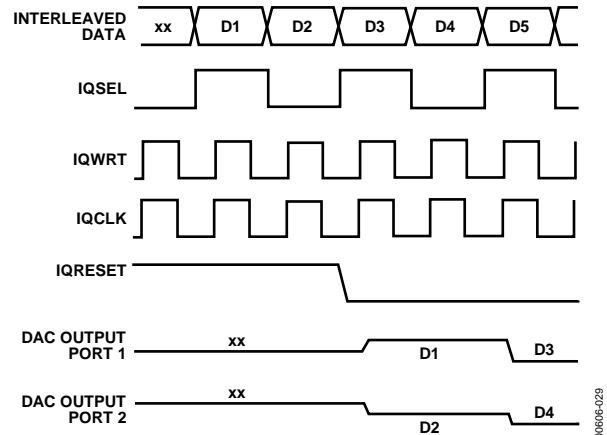 INTERLEAVED
DATA
xx D1 D2 D3 D4 D5
IQSEL
IQWRT
IQCLK
IQRESET
DAC OUTPUT
PORT 1
xx
D1
D3
DAC OUTPUT
PORT 2
xx
D2
D4
00606-029